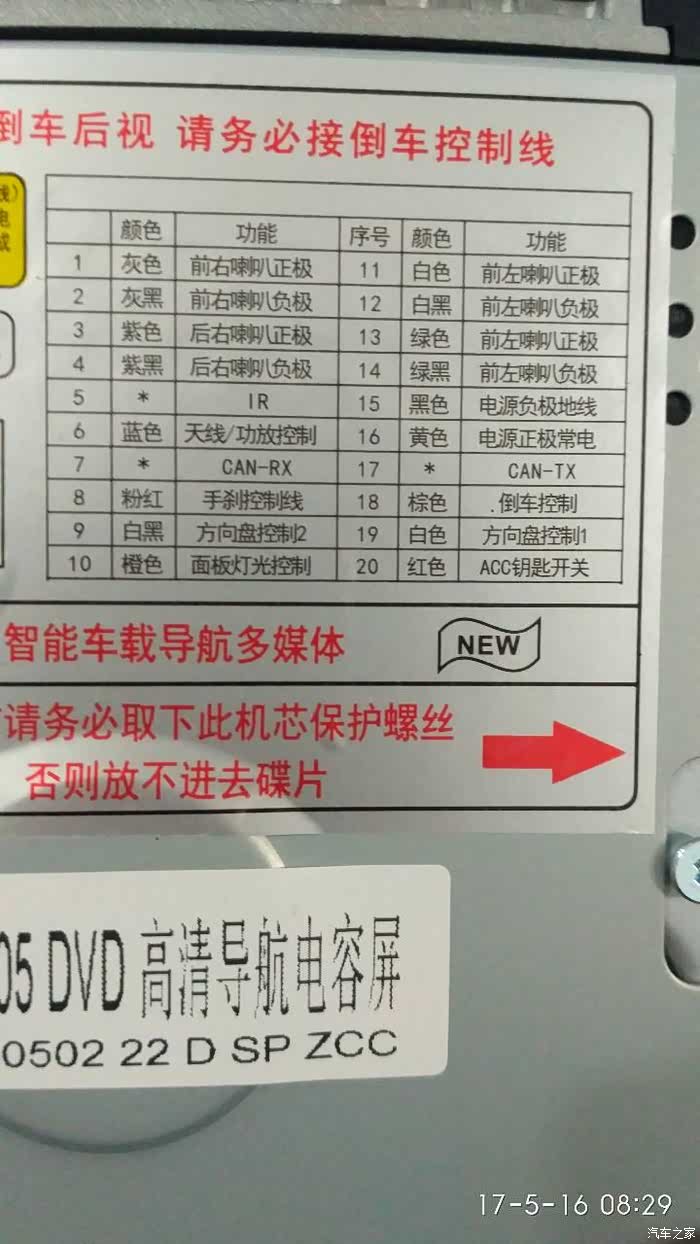 倒车后视 请务必接倒车控制线
线)
电
成
颜色 功能 序号 颜色 功能
1 灰色 前右喇叭正极 11 白色 前左喇叭正极
2 灰黑 前右喇叭负极 12 白黑 前左喇叭负极
3 紫色 后右喇叭正极 13 绿色 前左喇叭正极
4 紫黑 后右喇叭负极 14 绿黑 前左喇叭负极
5 * IR 15 黑色 电源负极地线
6 蓝色 天线/功放控制 16 黄色 电源正极常电
7 * CAN-RX 17 * CAN-TX
8 粉红 手刹控制线 18 棕色 .倒车控制
9 白黑 方向盘控制2 19 白色 方向盘控制1
10 橙色 面板灯光控制 20 红色 ACC钥匙开关
智能车载导航多媒体 NEW
请务必取下此机芯保护螺丝
否则放不进去碟片
05 DVD 高清导航电容屏
0502 22 D SP ZCC
17-5-16 08:29
汽车之家